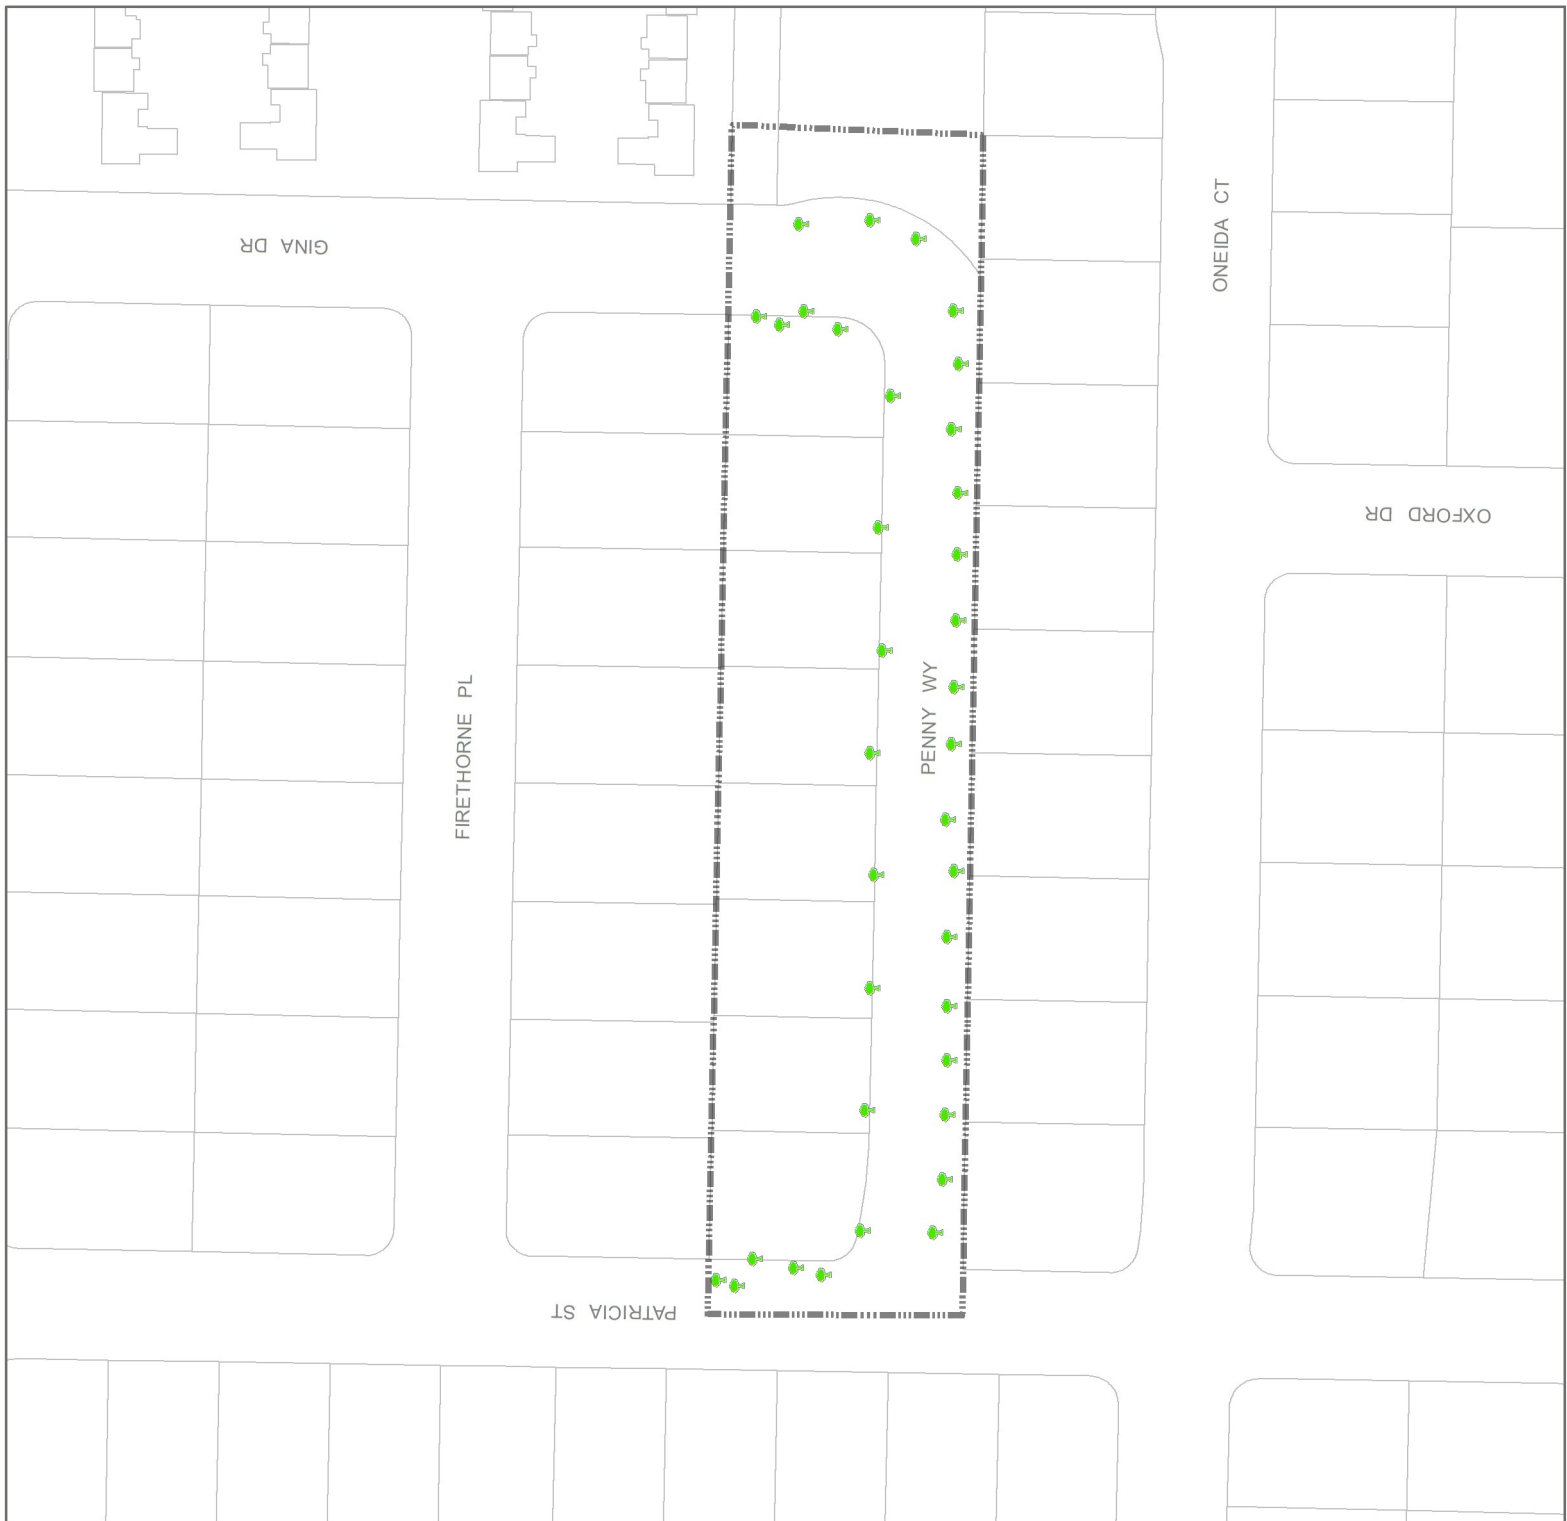 ONEIDA CT
GINA DR
OXFORD DR
PENNY WY
FIRETHORNE PL
PATRICIA ST